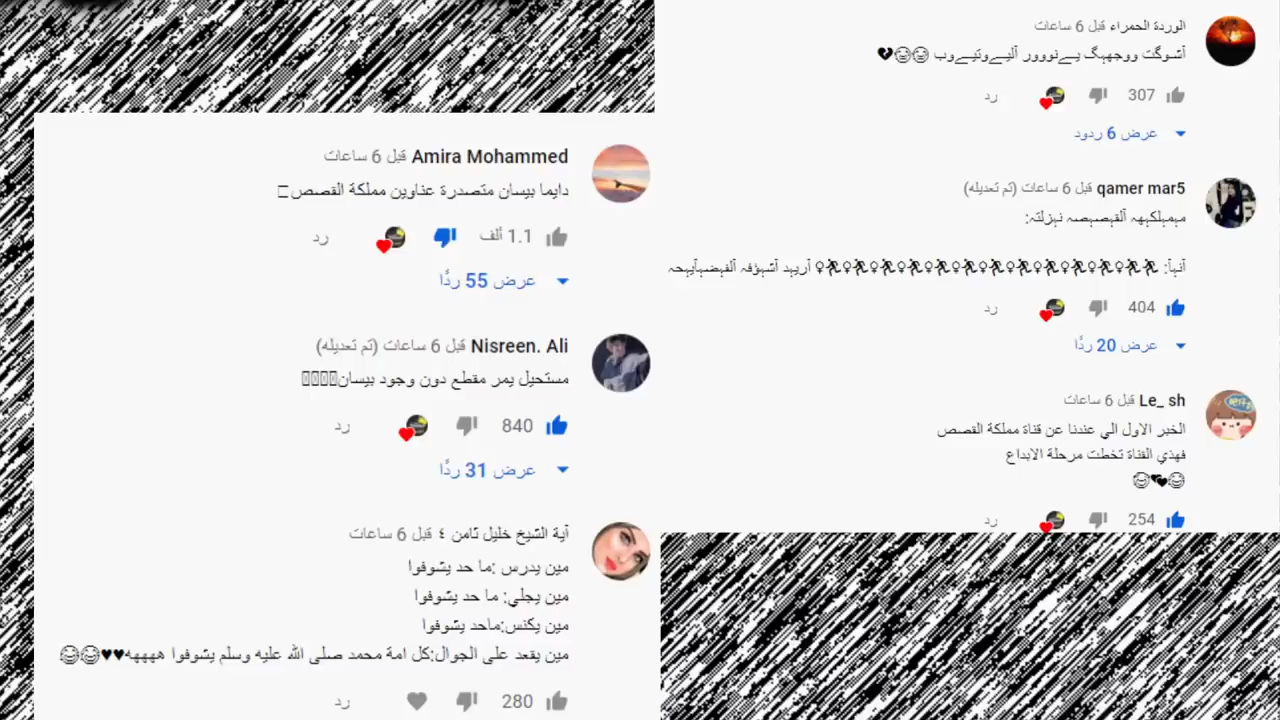 الوردة الحمراء قبل 6 ساعات
307
رد
عرض 6 ردود
qamer mar5 قبل 6 ساعات (تم تعديله)
404
رد
عرض 20 ردًا
Le_ sh قبل 6 ساعات
الخبر الاول الي عندنا عن قناة مملكة القصص
فهذي القناة تخطت مرحلة الابداع
😂🖤😂
254
رد
Amira Mohammed قبل 6 ساعات
دايما بيسان متصدرة عناوين مملكة القصص
1.1 ألف
رد
عرض 55 ردًا
Nisreen. Ali قبل 6 ساعات (تم تعديله)
مستحيل يمر مقطع دون وجود بيسان
840
رد
عرض 31 ردًا
آية الشيخ خليل ثامن ٤ قبل 6 ساعات
مين يدرس :ما حد يشوفوا
مين يجلي: ما حد يشوفوا
مين يكنس:ماحد يشوفوا
مين يقعد على الجوال:كل امة محمد صلى الله عليه وسلم يشوفوا هههه♥♥😂😂
280
رد